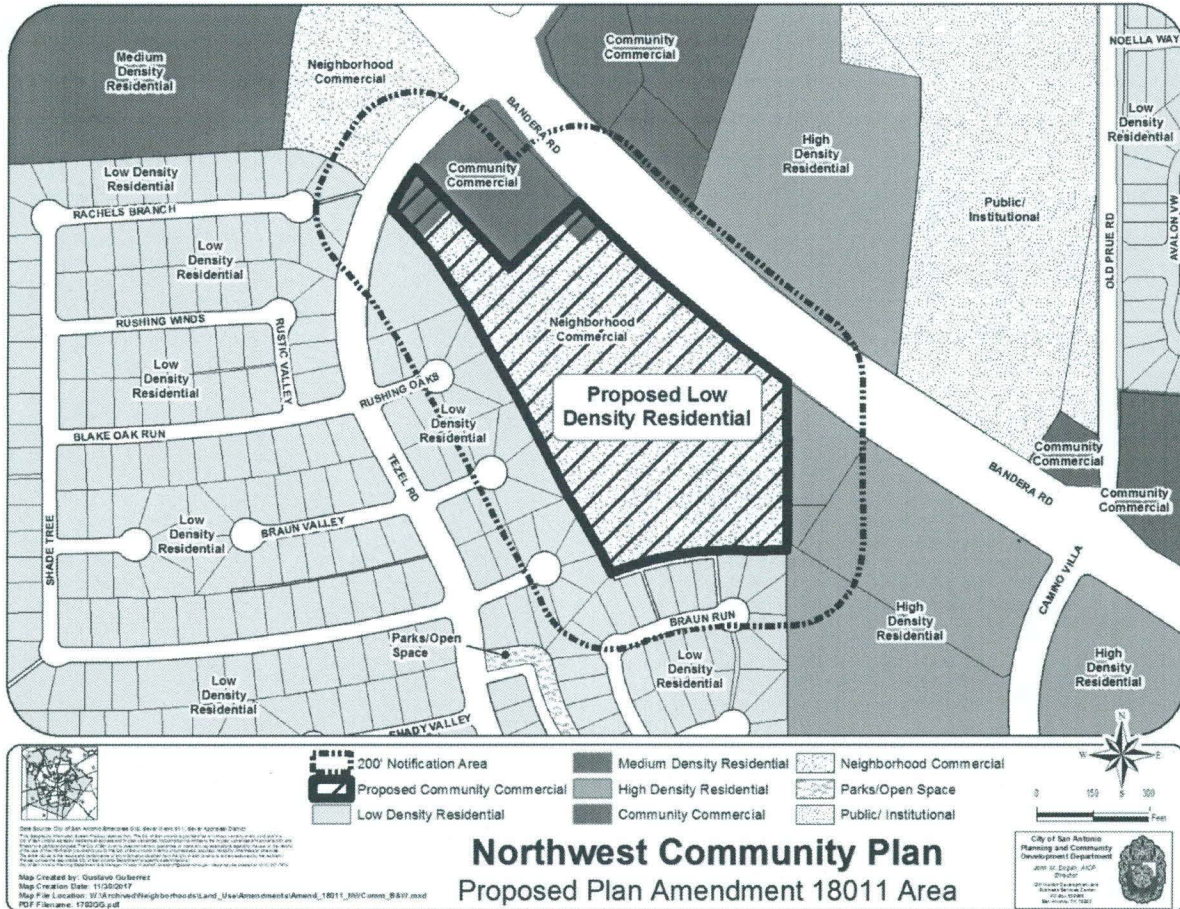 Medium
Density
Residential
Neighborhood
Commercial
Community
Commercial
BANDERA RD
High
Density
Residential
Public/
Institutional
NOELLA WAY
Low
Density
Residential
AVALON VW
OLD PRUE RD
Low Density
Residential
RACHELS BRANCH
Low
Density
Residential
RUSHING WINDS
RUSTIC VALLEY
Low
Density
Residential
BLAKE OAK RUN
Community
Commercial
Neighborhood
Commercial
Proposed Low
Density Residential
RUSHING OAKS
Low
Density
Residential
TEZEL RD
SHADE TREE
Low
Density
Residential
BRAUN VALLEY
Community
Commercial
BANDERA RD
Community
Commercial
CAMINO VILLA
High
Density
Residential
High
Density
Residential
BRAUN RUN
Low
Density
Residential
Parks/Open
Space
Low
Density
Residential
SHADY VALLEY
200' Notification Area
Proposed Community Commercial
Low Density Residential
Medium Density Residential
High Density Residential
Community Commercial
Neighborhood Commercial
Parks/Open Space
Public/ Institutional
N
W
E
S
0 150 300
Feet
Map Created by: Gustavo Gutierrez
Map Creation Date: 11/30/2017
PDF Filename: 1702GG.pdf
Northwest Community Plan
Proposed Plan Amendment 18011 Area
City of San Antonio
Planning and Community
Development Department
Director